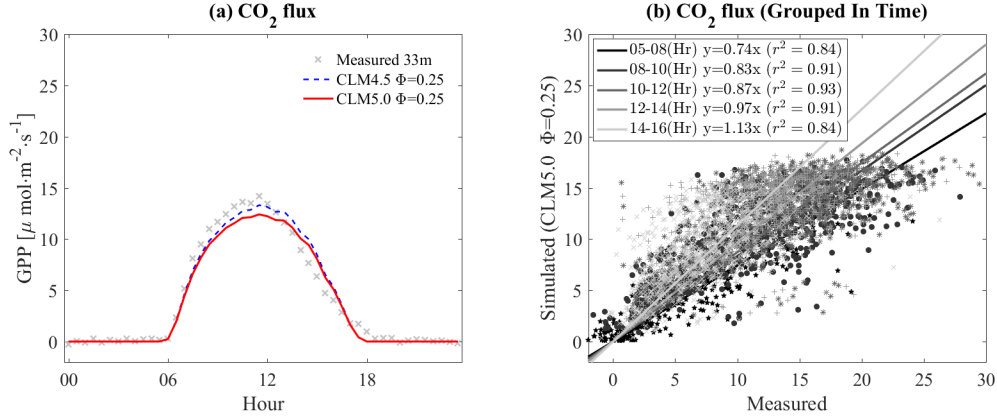 (a) CO2 flux
GPP [μ mol·m-2·s-1]
30
25
20
15
10
5
0
Measured 33m
CLM4.5 Φ=0.25
CLM5.0 Φ=0.25
00 06 12 18
Hour
(b) CO2 flux (Grouped In Time)
Simulated (CLM5.0 Φ=0.25)
30
25
20
15
10
5
0
05-08(Hr) y=0.74x (r² = 0.84)
08-10(Hr) y=0.83x (r² = 0.91)
10-12(Hr) y=0.87x (r² = 0.93)
12-14(Hr) y=0.97x (r² = 0.91)
14-16(Hr) y=1.13x (r² = 0.84)
0 5 10 15 20 25 30
Measured